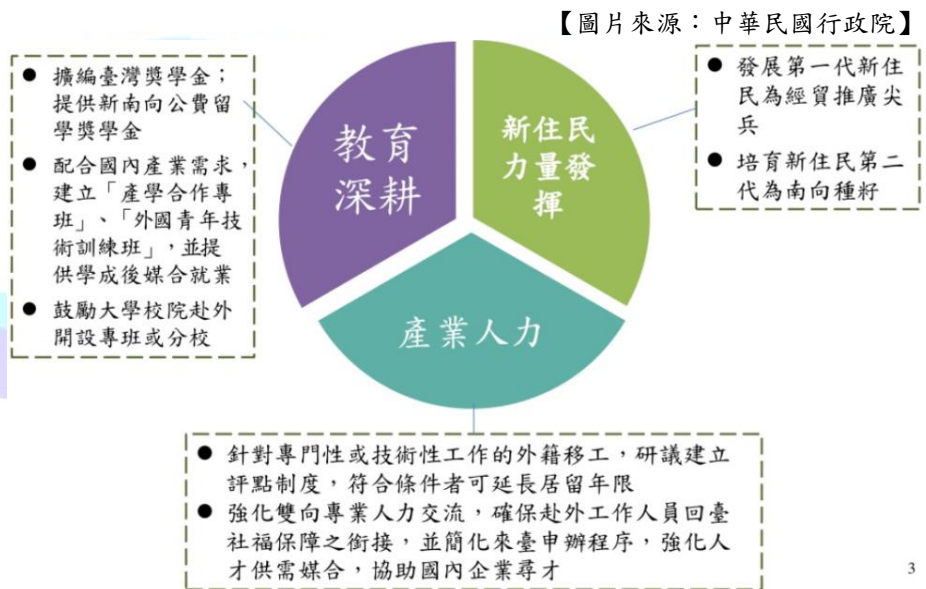 【圖片來源：中華民國行政院】
● 擴編臺灣獎學金；
提供新南向公費留
學獎學金
● 配合國內產業需求，
建立「產學合作專
班」、「外國青年技
術訓練班」，並提
供學成後媒合就業
● 鼓勵大學校院赴外
開設專班或分校
教育
深耕
新住民
力量發
揮
● 發展第一代新住
民為經貿推廣尖
兵
● 培育新住民第二
代為南向種籽
產業人力
● 針對專門性或技術性工作的外籍移工，研議建立
評點制度，符合條件者可延長居留年限
● 強化雙向專業人力交流，確保赴外工作人員回臺
社福保障之銜接，並簡化來臺申辦程序，強化人
才供需媒合，協助國內企業尋才
3